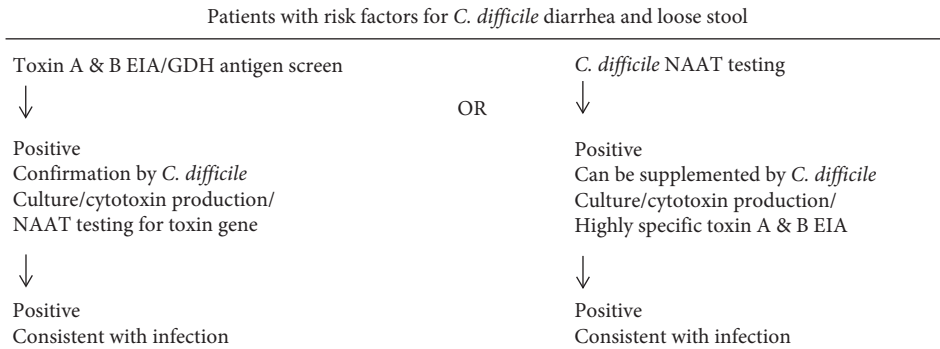 Patients with risk factors for C. difficile diarrhea and loose stool
Toxin A & B EIA/GDH antigen screen
Positive
Confirmation by C. difficile
Culture/cytotoxin production/
NAAT testing for toxin gene
Positive
Consistent with infection
OR
C. difficile NAAT testing
Positive
Can be supplemented by C. difficile
Culture/cytotoxin production/
Highly specific toxin A & B EIA
Positive
Consistent with infection